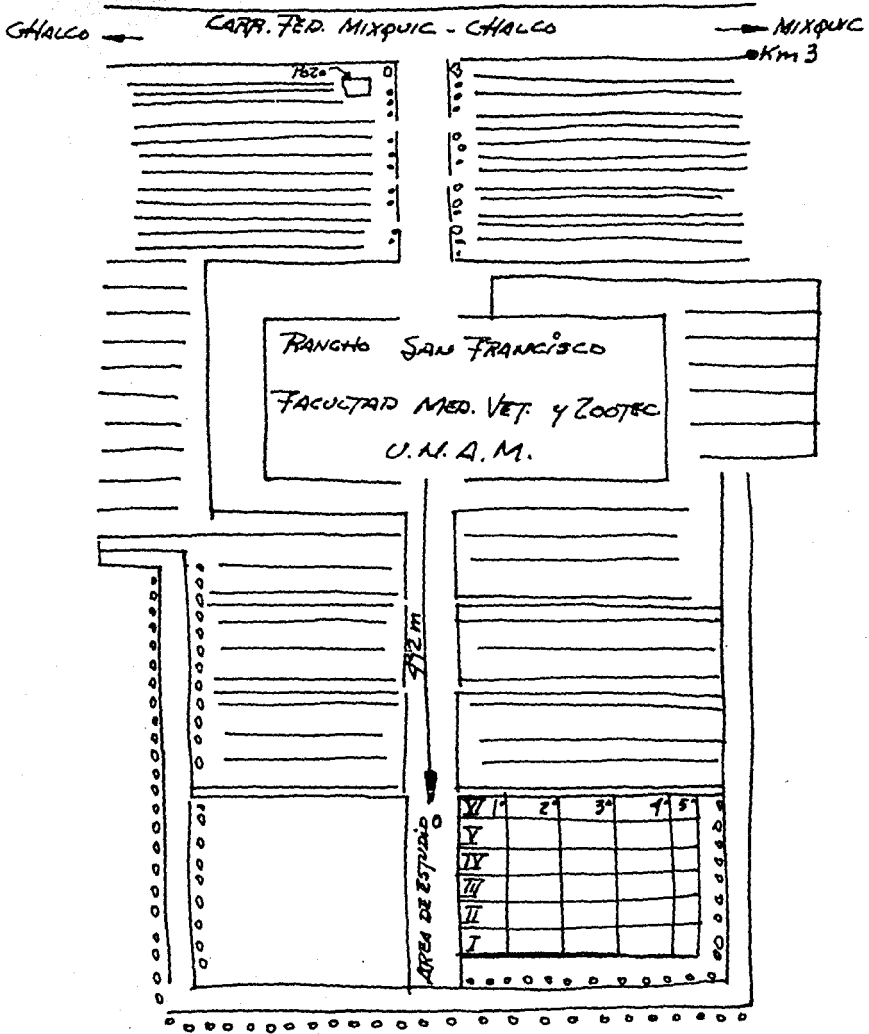 CHALCO CARR. FED. MIXQUIC - CHALCO MIXQUIC
Km 3
Pozo
RANCHO SAN FRANCISCO
FACULTAD MED. VET. y ZOOTEC
U.N.A.M.
992 m
AREA DE ESTUDIO
VI 1ª 2ª 3ª 4ª 5ª
V
IV
III
II
I